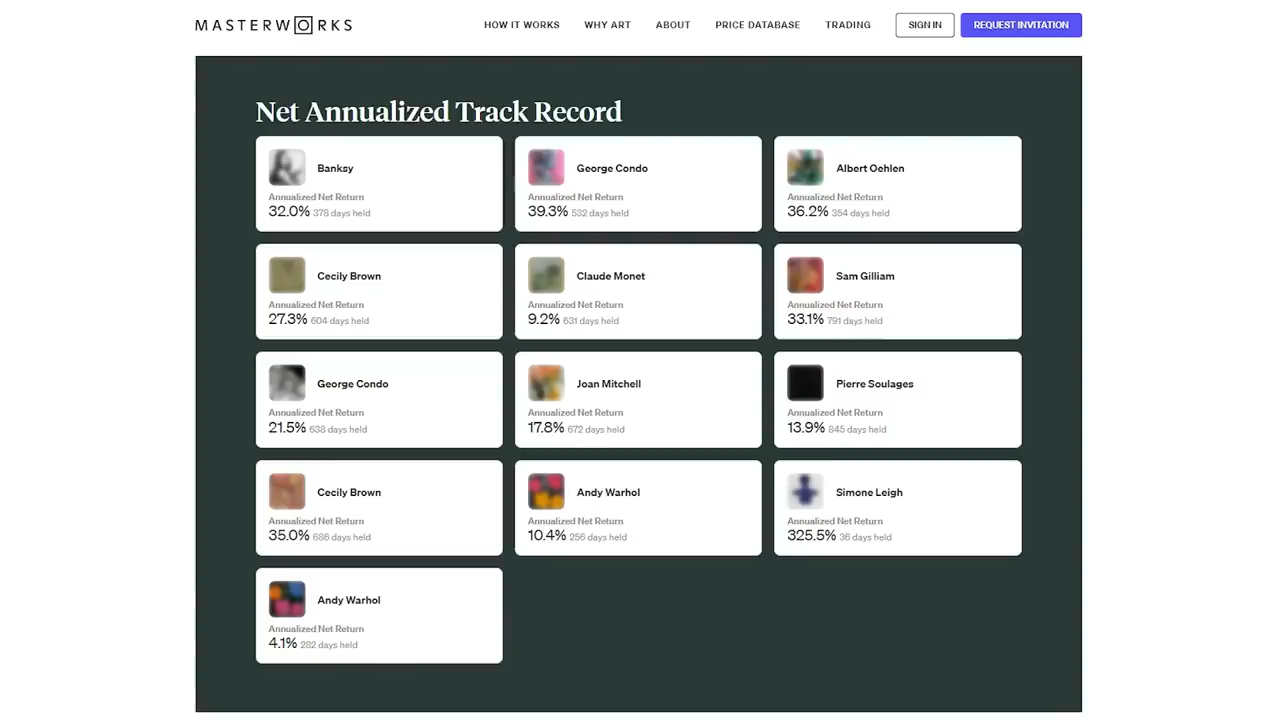 MASTERWORKS
HOW IT WORKS WHY ART ABOUT PRICE DATABASE TRADING SIGN IN REQUEST INVITATION
Net Annualized Track Record
Banksy
Annualized Net Return
32.0% 378 days held
George Condo
Annualized Net Return
39.3% 532 days held
Albert Oehlen
Annualized Net Return
36.2% 354 days held
Cecily Brown
Annualized Net Return
27.3% 604 days held
Claude Monet
Annualized Net Return
9.2% 631 days held
Sam Gilliam
Annualized Net Return
33.1% 791 days held
George Condo
Annualized Net Return
21.5% 638 days held
Joan Mitchell
Annualized Net Return
17.8% 672 days held
Pierre Soulages
Annualized Net Return
13.9% 845 days held
Cecily Brown
Annualized Net Return
35.0% 686 days held
Andy Warhol
Annualized Net Return
10.4% 256 days held
Simone Leigh
Annualized Net Return
325.5% 36 days held
Andy Warhol
Annualized Net Return
4.1% 282 days held